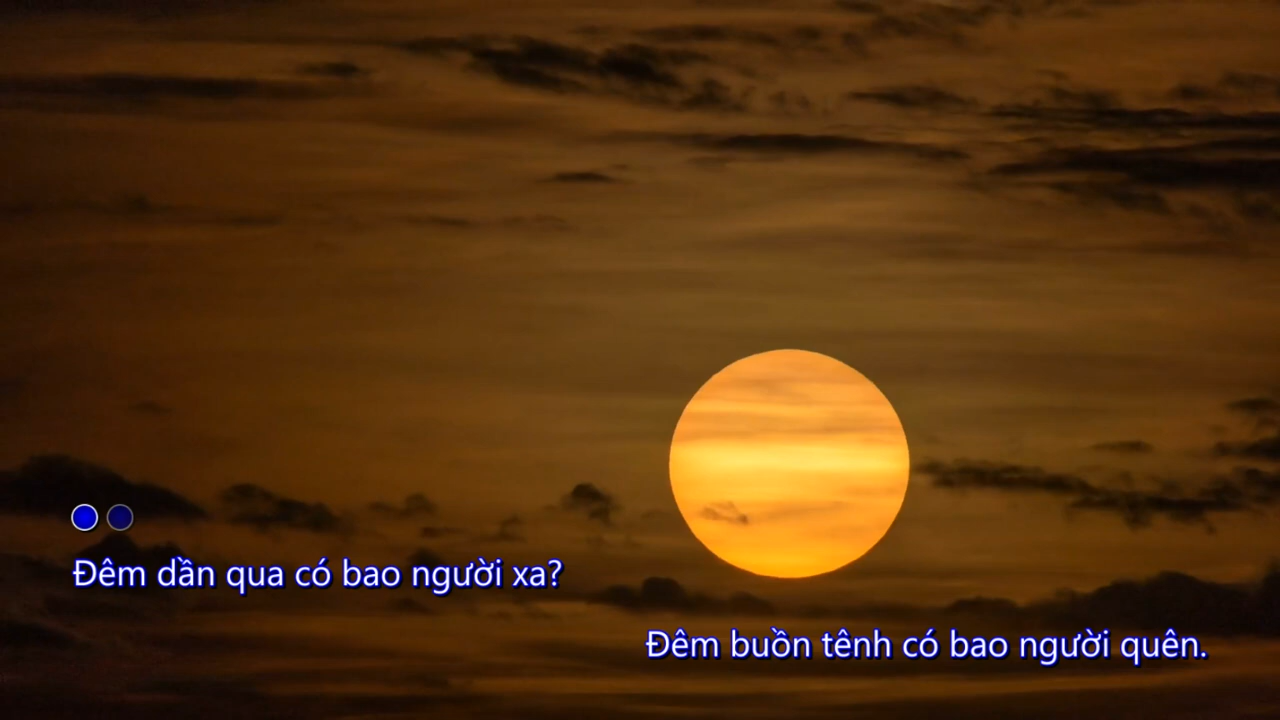 Đêm dần qua có bao người xa?
Đêm buồn tênh có bao người quên.